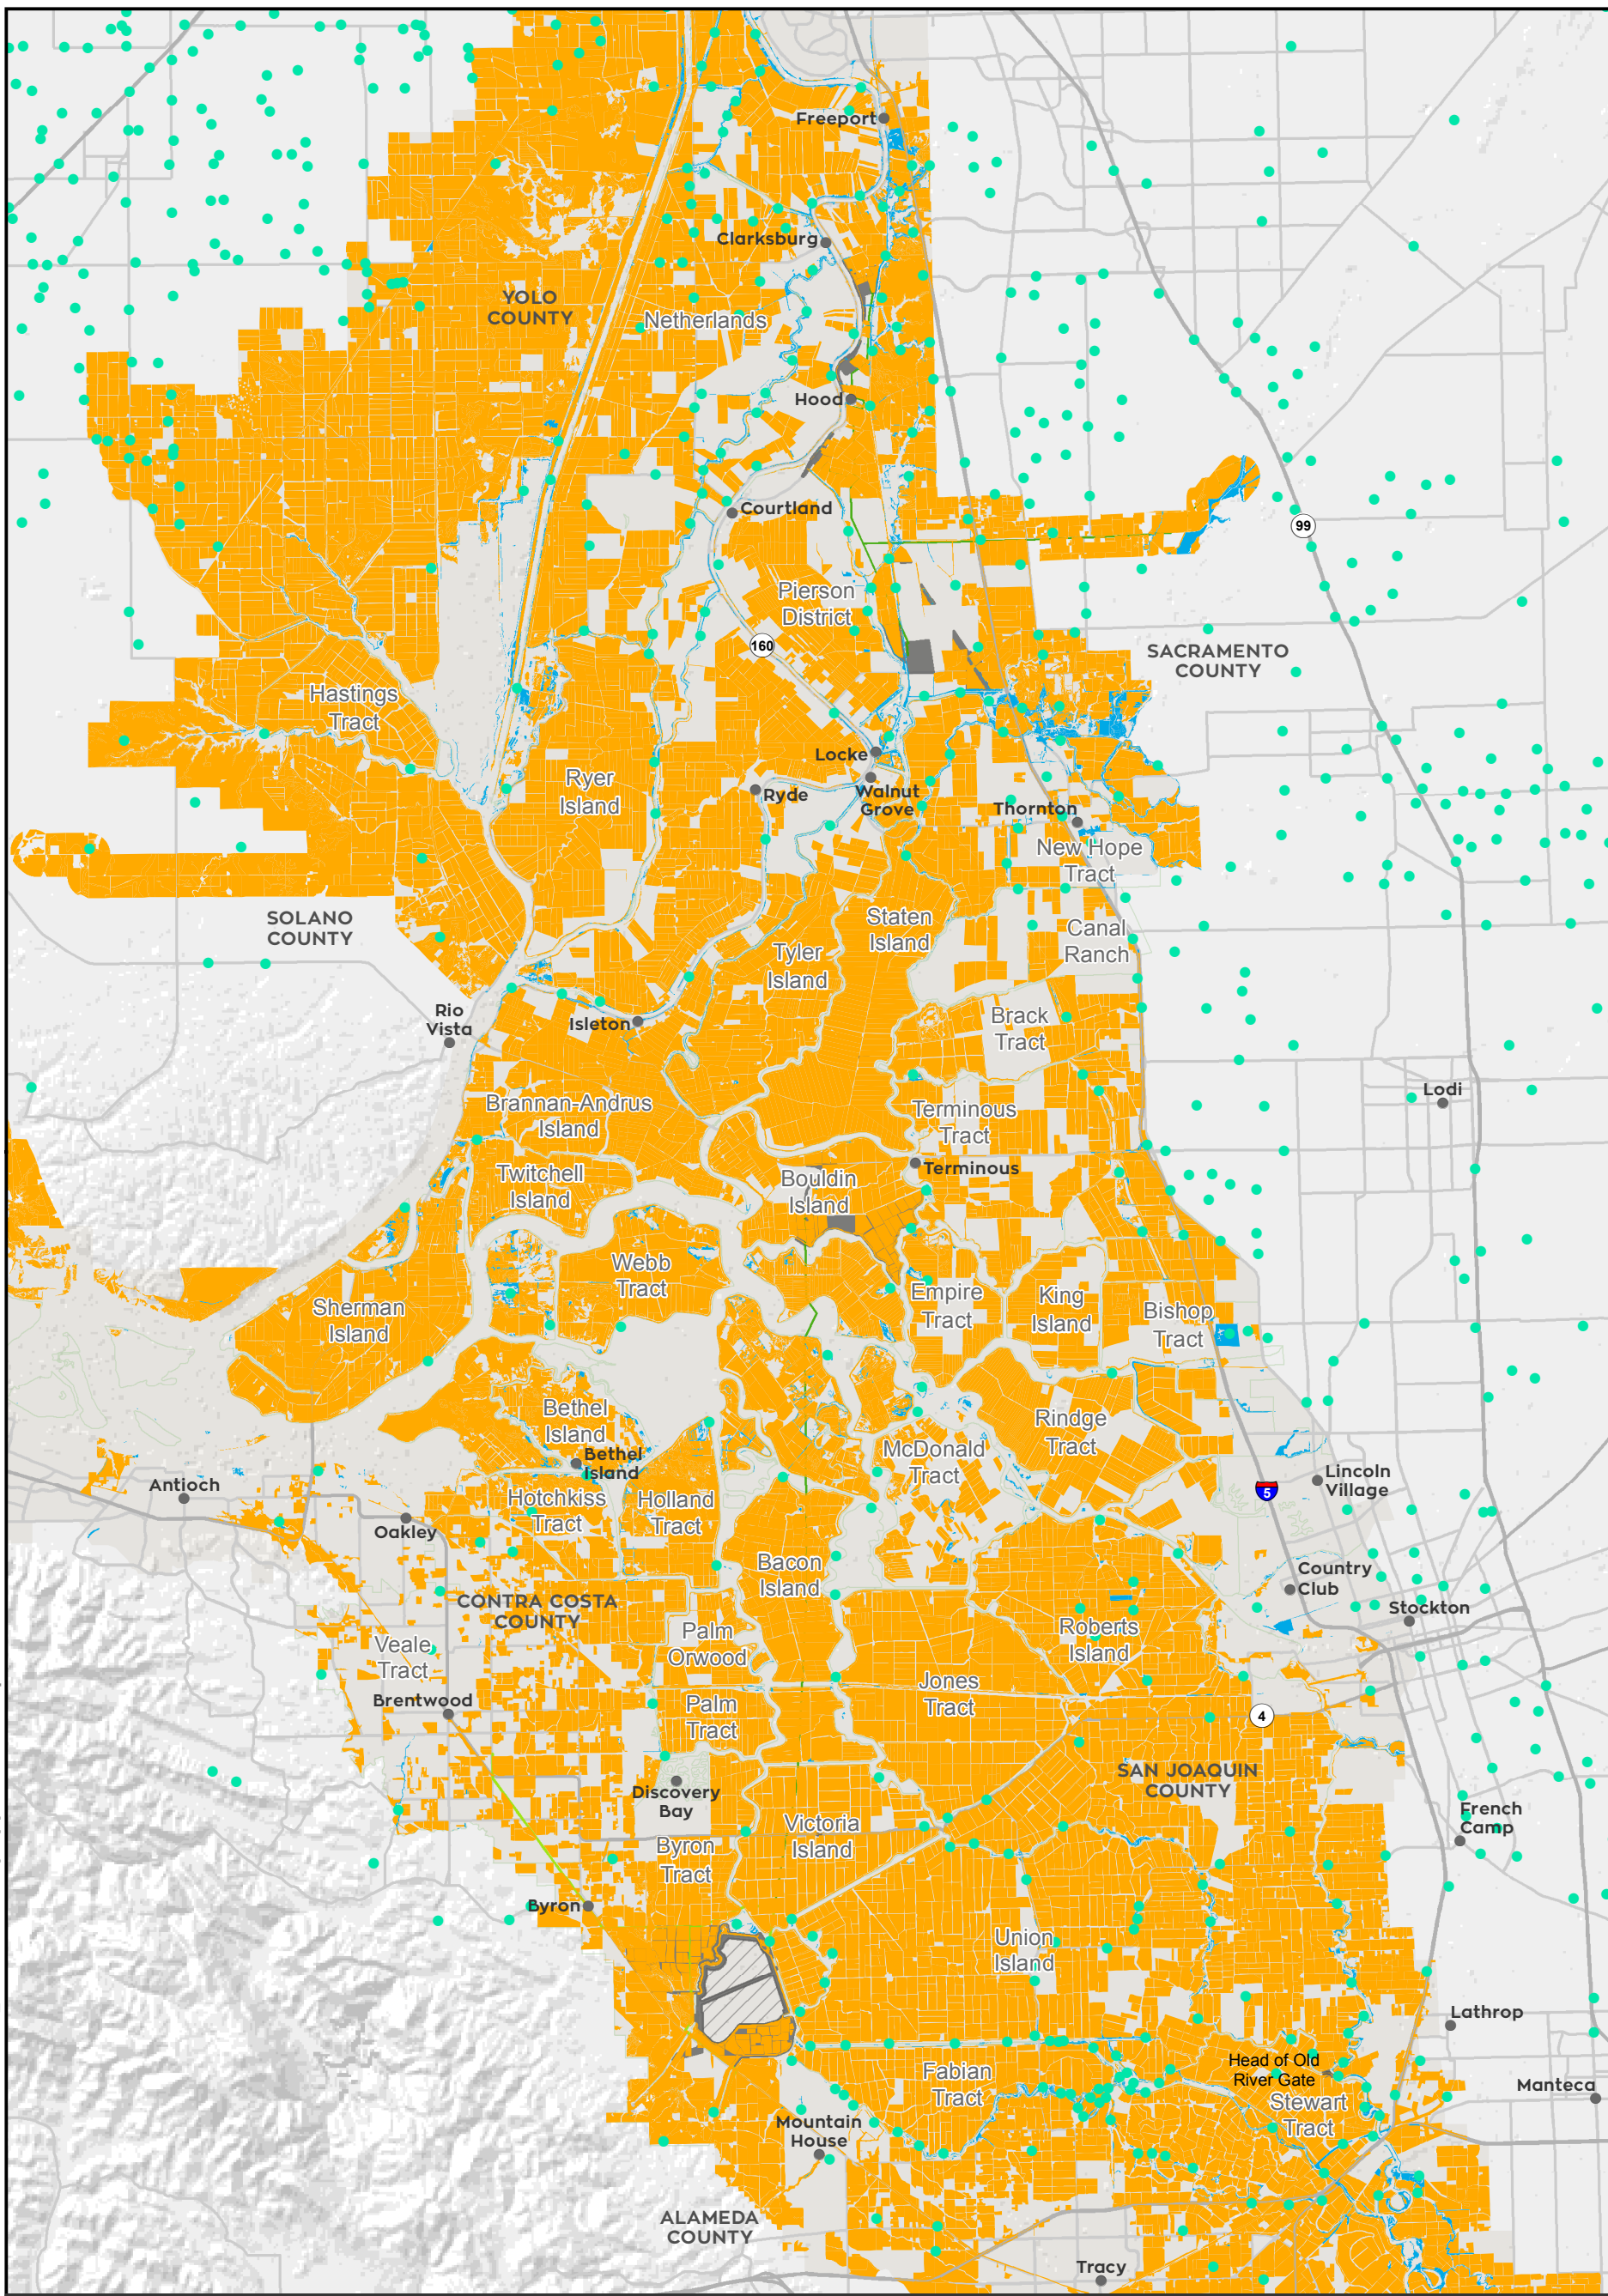 Freeport
Clarksburg
YOLO
COUNTY
Netherlands
Hood
Courtland
99
Pierson
District
160
SACRAMENTO
COUNTY
Hastings
Tract
Locke
Ryer
Island
Ryde
Walnut
Grove
Thornton
New Hope
Tract
SOLANO
COUNTY
Staten
Island
Canal
Ranch
Tyler
Island
Rio
Vista
Isleton
Brack
Tract
Lodi
Brannan-Andrus
Island
Terminous
Tract
Terminous
Twitchell
Island
Bouldin
Island
Webb
Tract
Empire
Tract
King
Island
Bishop
Tract
Sherman
Island
Bethel
Island
Rindge
Tract
Bethel
Island
McDonald
Tract
Lincoln
Village
5
Antioch
Hotchkiss
Tract
Holland
Tract
Oakley
Bacon
Island
Country
Club
CONTRA COSTA
COUNTY
Stockton
Veale
Tract
Palm
Orwood
Roberts
Island
Jones
Tract
Brentwood
Palm
Tract
4
SAN JOAQUIN
COUNTY
Discovery
Bay
Victoria
Island
French
Camp
Byron
Tract
Byron
Union
Island
Lathrop
Head of Old
River Gate
Fabian
Tract
Stewart
Tract
Manteca
Mountain
House
ALAMEDA
COUNTY
Tracy